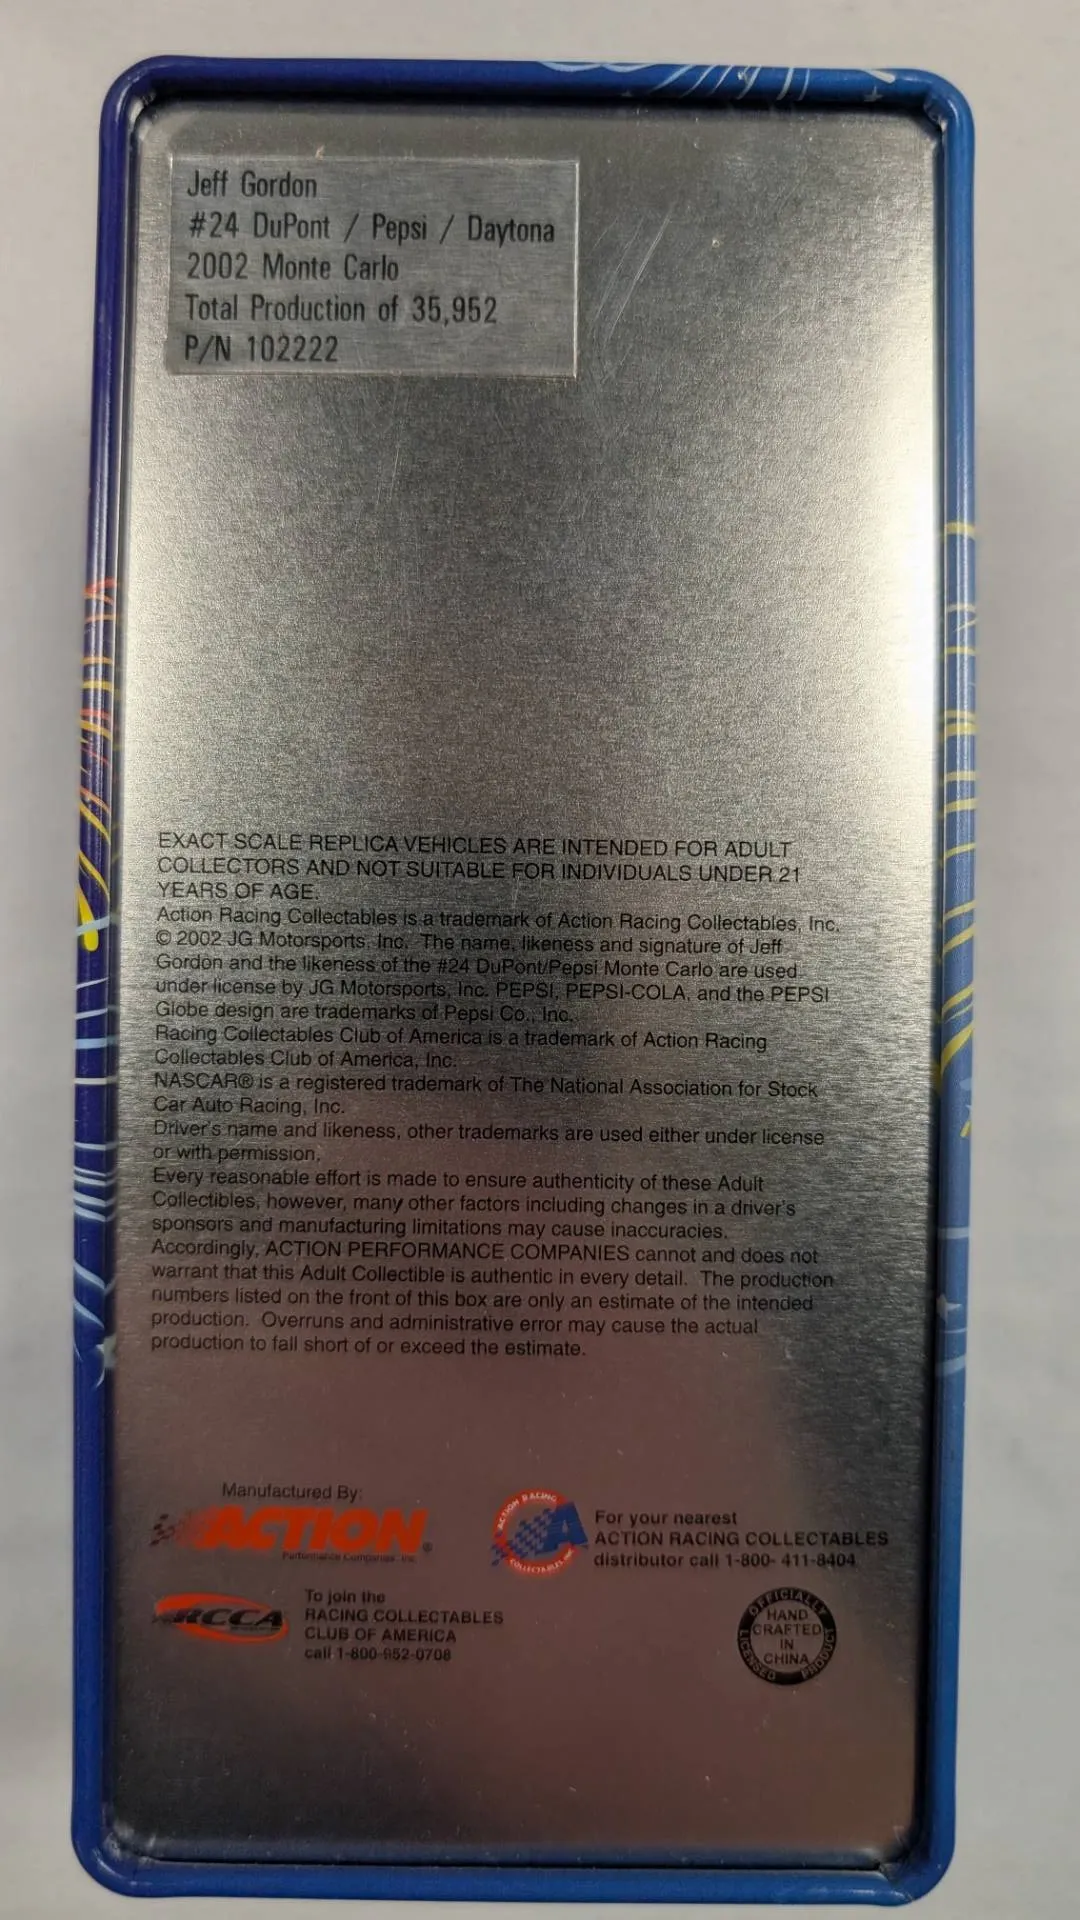 Jeff Gordon
#24 DuPont / Pepsi / Daytona
2002 Monte Carlo
Total Production of 35,952
P/N 102222
EXACT SCALE REPLICA VEHICLES ARE INTENDED FOR ADULT
COLLECTORS AND NOT SUITABLE FOR INDIVIDUALS UNDER 21
YEARS OF AGE.
Action Racing Collectables is a trademark of Action Racing Collectables, Inc.
© 2002 JG Motorsports, Inc. The name, likeness and signature of Jeff
Gordon and the likeness of the #24 DuPont/Pepsi Monte Carlo are used
under license by JG Motorsports, Inc. PEPSI, PEPSI-COLA, and the PEPSI
Globe design are trademarks of Pepsi Co., Inc.
Racing Collectables Club of America is a trademark of Action Racing
Collectables Club of America, Inc.
NASCAR® is a registered trademark of The National Association for Stock
Car Auto Racing, Inc.
Driver's name and likeness, other trademarks are used either under license
or with permission.
Every reasonable effort is made to ensure authenticity of these Adult
Collectibles, however, many other factors including changes in a driver's
sponsors and manufacturing limitations may cause inaccuracies.
Accordingly, ACTION PERFORMANCE COMPANIES cannot and does not
warrant that this Adult Collectible is authentic in every detail. The production
numbers listed on the front of this box are only an estimate of the intended
production. Overruns and administrative error may cause the actual
production to fall short of or exceed the estimate.
Manufactured By:
ACTION®
Performance Companies, Inc.
ACTION RACING
COLLECTABLES, INC.
For your nearest
ACTION RACING COLLECTABLES
distributor call 1-800- 411-8404
RCCA
To join the
RACING COLLECTABLES
CLUB OF AMERICA
call 1-800-952-0708
OFFICIALLY
LICENSED PRODUCT
HAND
CRAFTED
IN
CHINA